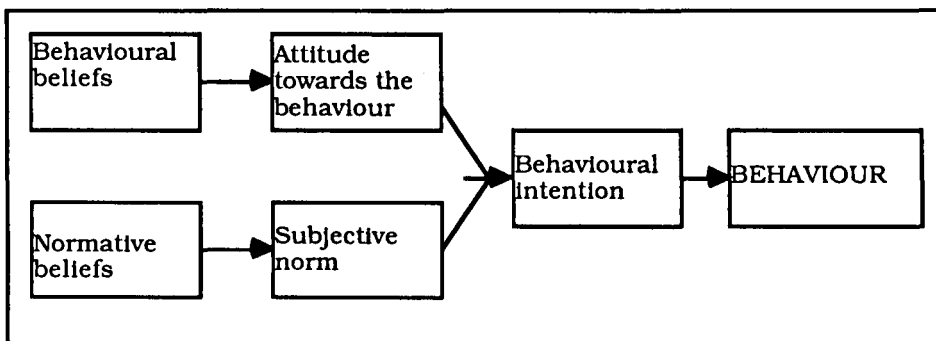 Behavioural
beliefs
Attitude
towards the
behaviour
Behavioural
intention
BEHAVIOUR
Normative
beliefs
Subjective
norm